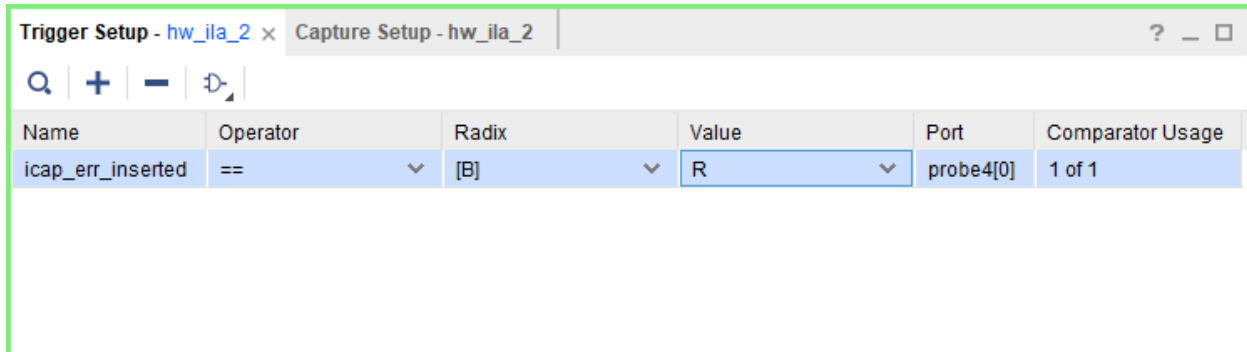 Trigger Setup - hw_ila_2 × Capture Setup - hw_ila_2 ?
Name Operator Radix Value Port Comparator Usage
icap_err_inserted == [B] R probe4[0] 1 of 1